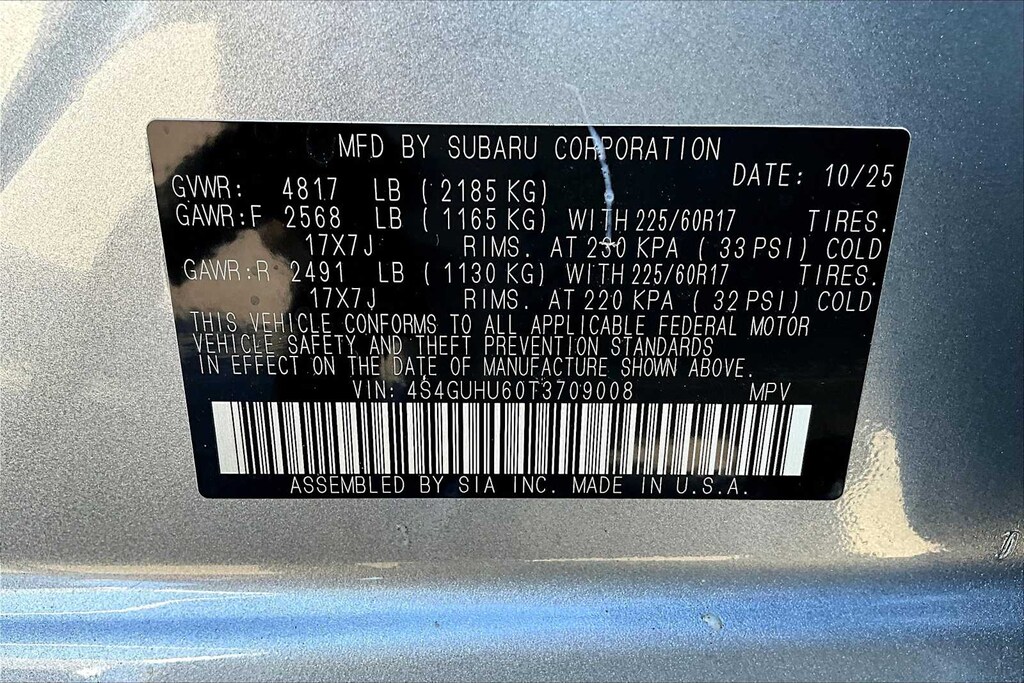 MFD BY SUBARU CORPORATION
DATE: 10/25
GVWR: 4817 LB (2185 KG)
GAWR:F 2568 LB (1165 KG) WITH 225/60R17 TIRES.
17X7J RIMS. AT 230 KPA (33 PSI) COLD
GAWR:R 2491 LB (1130 KG) WITH 225/60R17 TIRES.
17X7J RIMS. AT 220 KPA (32 PSI) COLD
THIS VEHICLE CONFORMS TO ALL APPLICABLE FEDERAL MOTOR
VEHICLE SAFETY AND THEFT PREVENTION STANDARDS
IN EFFECT ON THE DATE OF MANUFACTURE SHOWN ABOVE.
VIN: 4S4GUHU60T3709008 MPV
ASSEMBLED BY SIA INC. MADE IN U.S.A.